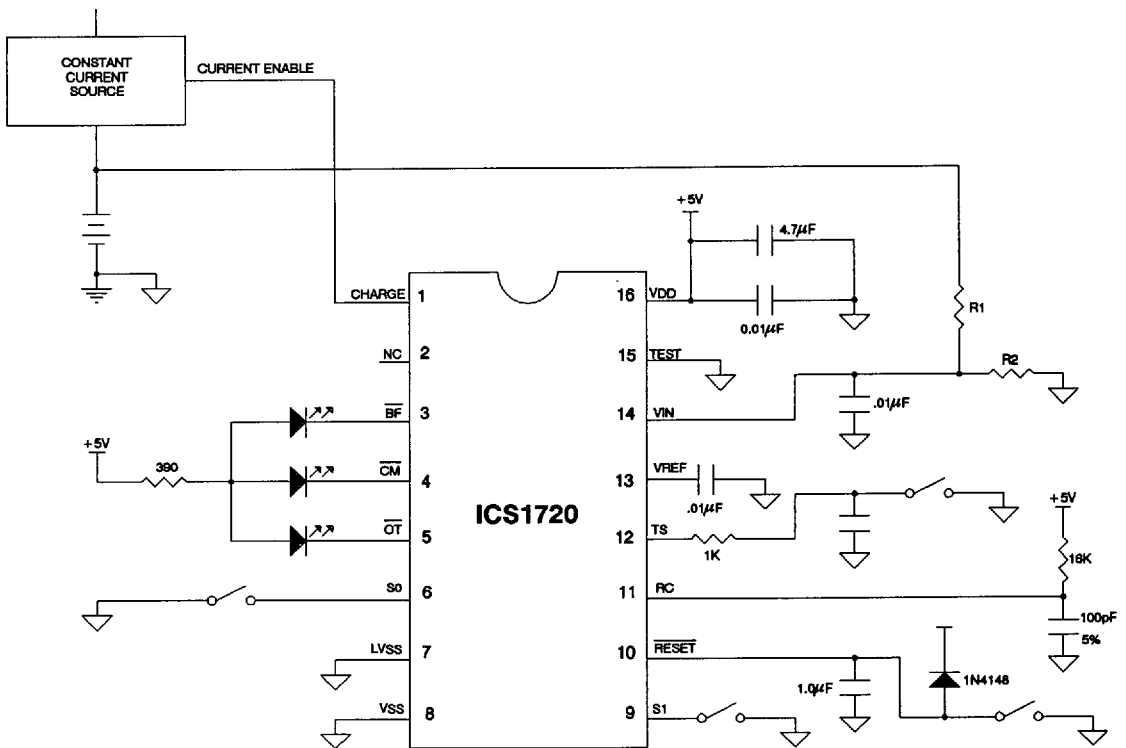 CONSTANT
CURRENT
SOURCE
CURRENT ENABLE
+5V
4.7μF
0.01μF
R1
R2
CHARGE
1
16
VDD
NC
2
15
TEST
BF
3
14
VIN
.01μF
+5V
390
CM
4
13
VREF
.01μF
ICS1720
OT
5
12
TS
1K
+5V
16K
S0
6
11
RC
100pF
5%
LVSS
7
10
RESET
1.0μF
1N4148
VSS
8
9
S1